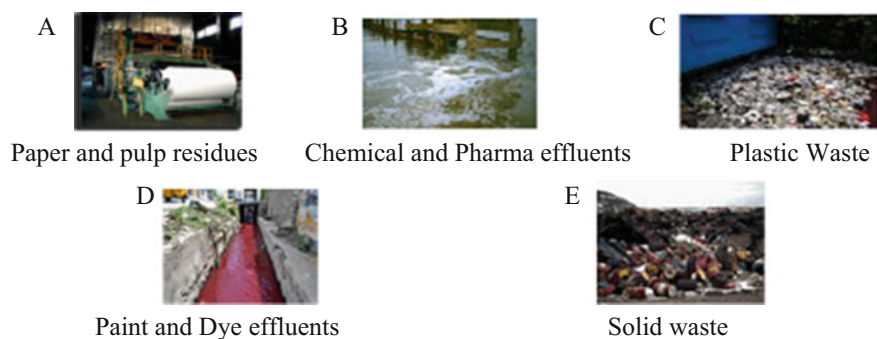 A
B
C
Paper and pulp residues
Chemical and Pharma effluents
Plastic Waste
D
E
Paint and Dye effluents
Solid waste